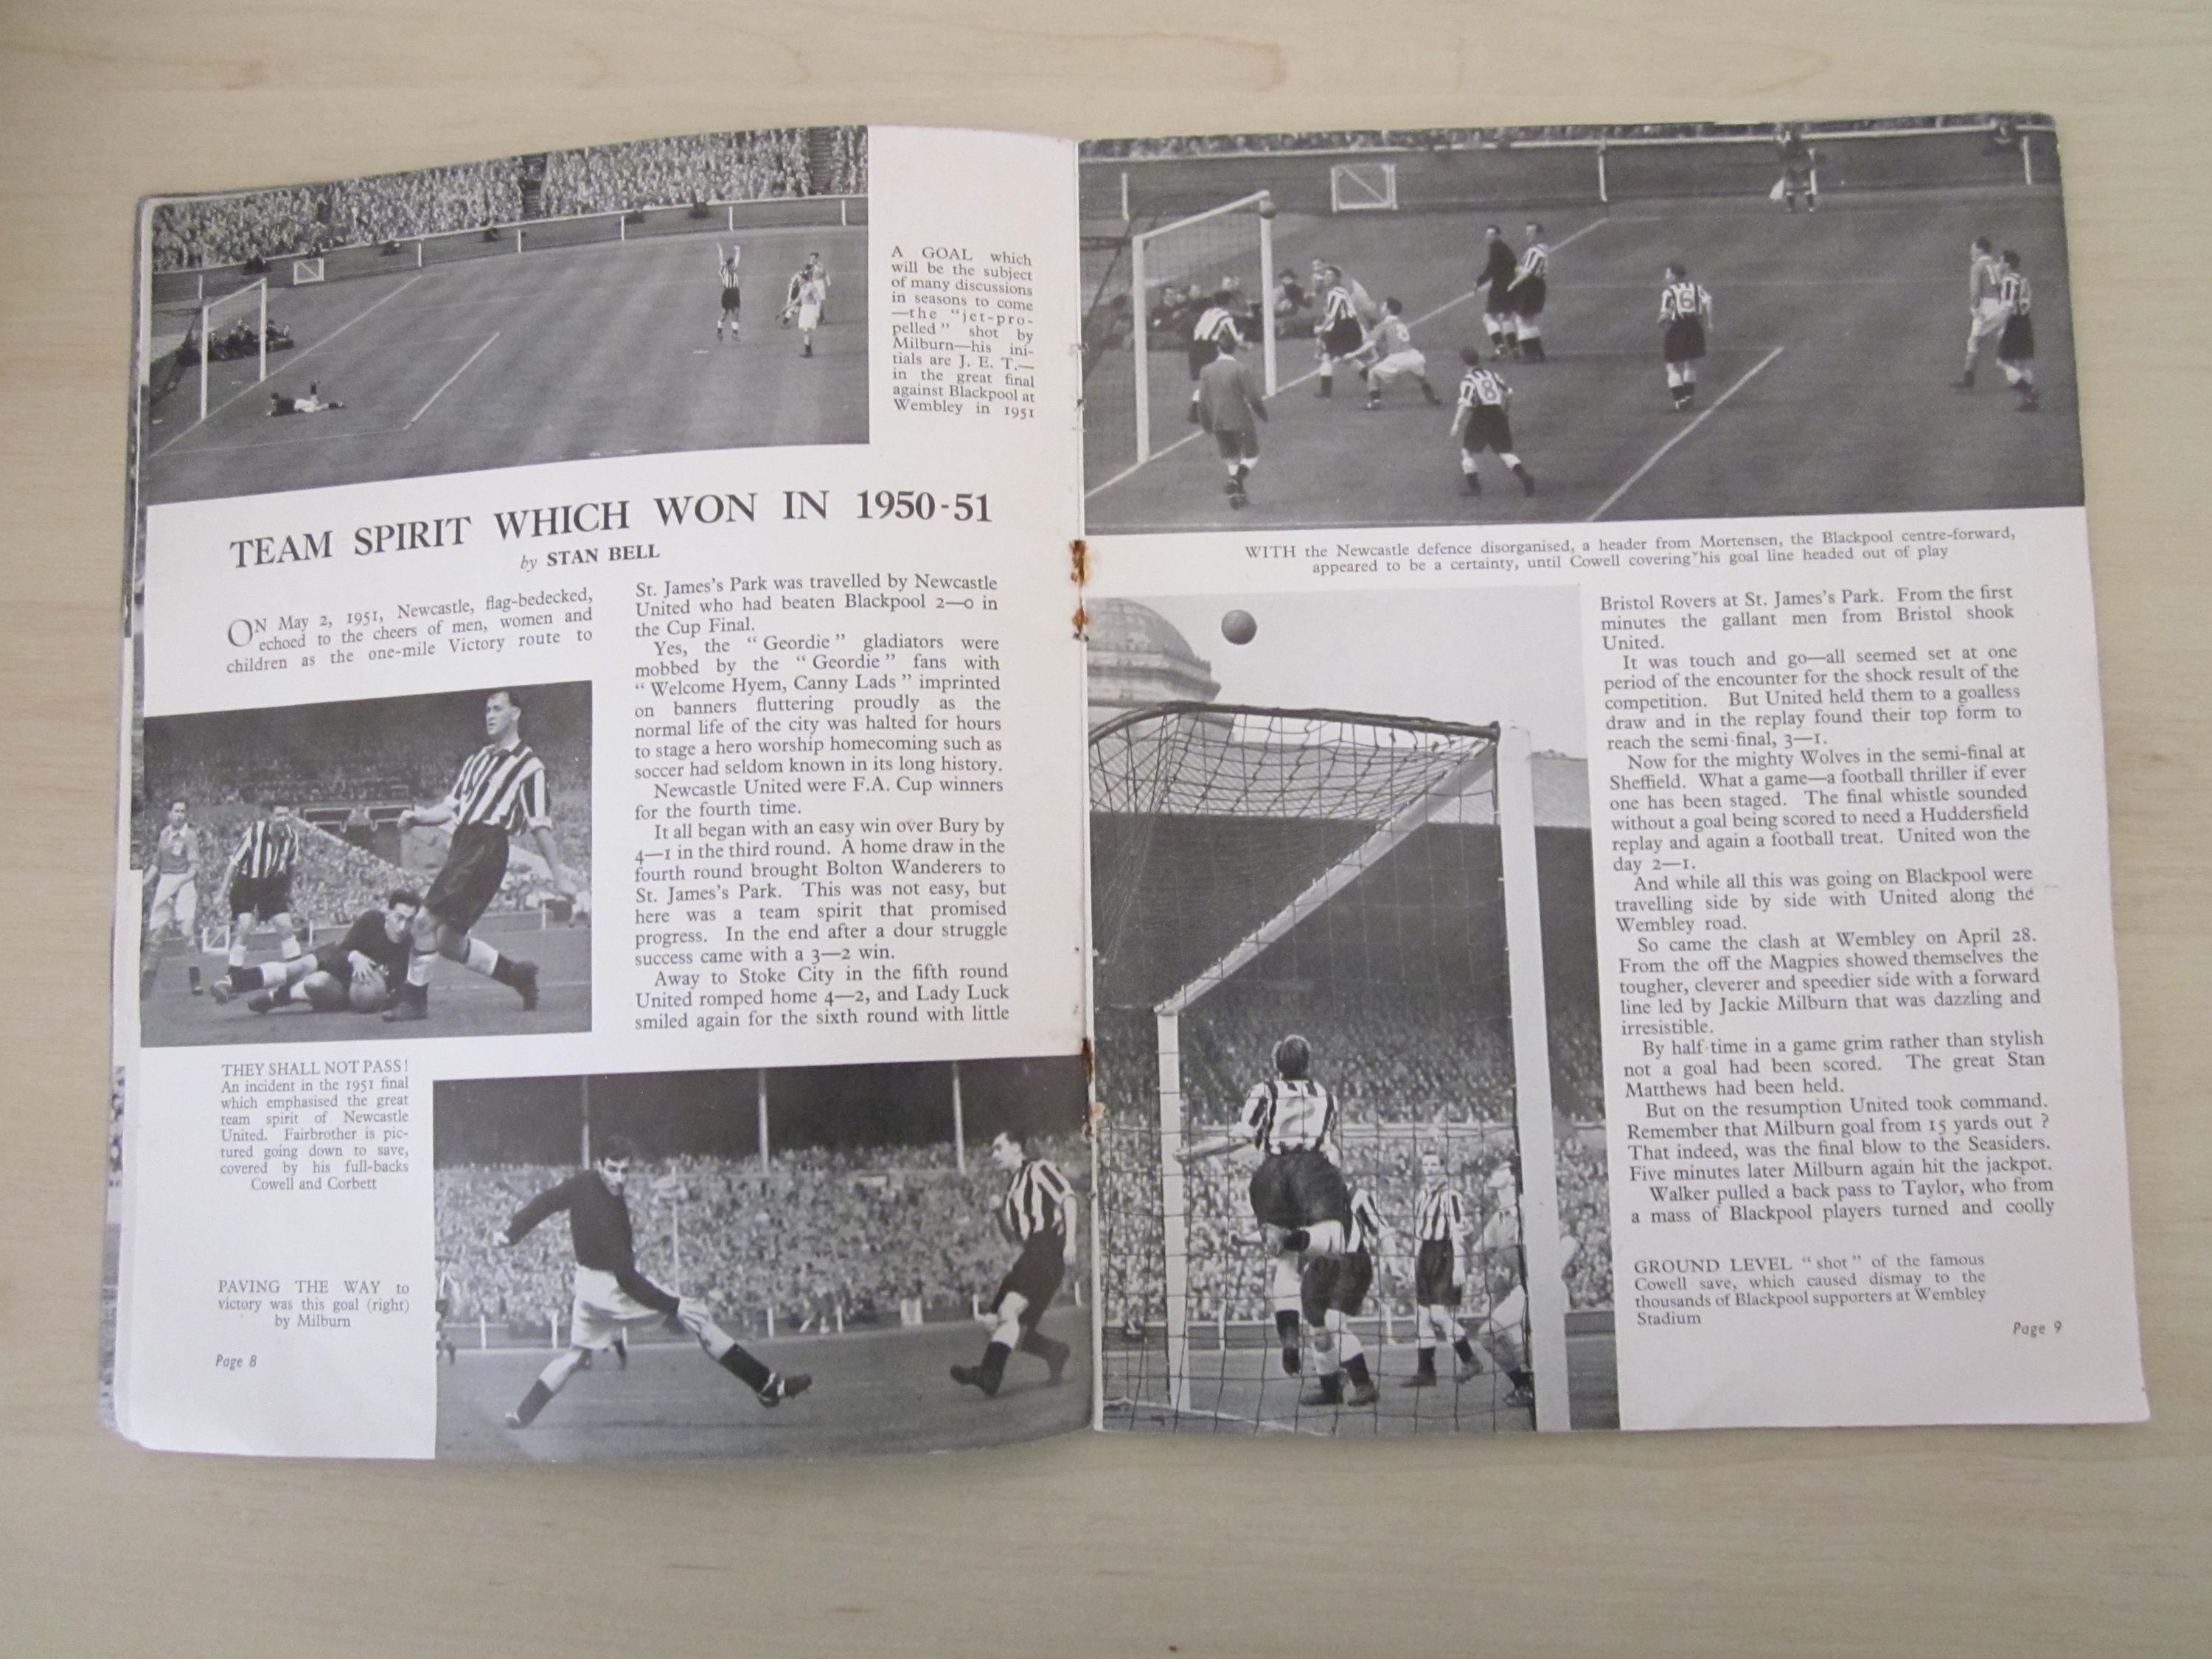 A GOAL which
will be the subject
of many discussions
in seasons to come
—the "jet-pro-
pelled" shot by
Milburn—his ini-
tials are J. E. T.—
in the great final
against Blackpool at
Wembley in 1951
TEAM SPIRIT WHICH WON IN 1950-51
by STAN BELL
ON May 2, 1951, Newcastle, flag-bedecked,
echoed to the cheers of men, women and
children as the one-mile Victory route to
St. James's Park was travelled by Newcastle
United who had beaten Blackpool 2—0 in
the Cup Final.
Yes, the "Geordie" gladiators were
mobbed by the "Geordie" fans with
"Welcome Hyem, Canny Lads" imprinted
on banners fluttering proudly as the
normal life of the city was halted for hours
to stage a hero worship homecoming such as
soccer had seldom known in its long history.
Newcastle United were F.A. Cup winners
for the fourth time.
It all began with an easy win over Bury by
4—1 in the third round. A home draw in the
fourth round brought Bolton Wanderers to
St. James's Park. This was not easy, but
here was a team spirit that promised
progress. In the end after a dour struggle
success came with a 3—2 win.
Away to Stoke City in the fifth round
United romped home 4—2, and Lady Luck
smiled again for the sixth round with little
THEY SHALL NOT PASS!
An incident in the 1951 final
which emphasised the great
team spirit of Newcastle
United. Fairbrother is pic-
tured going down to save,
covered by his full-backs
Cowell and Corbett
PAVING THE WAY to
victory was this goal (right)
by Milburn
Page 8
6
8
WITH the Newcastle defence disorganised, a header from Mortensen, the Blackpool centre-forward,
appeared to be a certainty, until Cowell covering his goal line headed out of play
Bristol Rovers at St. James's Park. From the first
minutes the gallant men from Bristol shook
United.
It was touch and go—all seemed set at one
period of the encounter for the shock result of the
competition. But United held them to a goalless
draw and in the replay found their top form to
reach the semi-final, 3—1.
Now for the mighty Wolves in the semi-final at
Sheffield. What a game—a football thriller if ever
one has been staged. The final whistle sounded
without a goal being scored to need a Huddersfield
replay and again a football treat. United won the
day 2—1.
And while all this was going on Blackpool were
travelling side by side with United along the
Wembley road.
So came the clash at Wembley on April 28.
From the off the Magpies showed themselves the
tougher, cleverer and speedier side with a forward
line led by Jackie Milburn that was dazzling and
irresistible.
By half-time in a game grim rather than stylish
not a goal had been scored. The great Stan
Matthews had been held.
But on the resumption United took command.
Remember that Milburn goal from 15 yards out ?
That indeed, was the final blow to the Seasiders.
Five minutes later Milburn again hit the jackpot.
Walker pulled a back pass to Taylor, who from
a mass of Blackpool players turned and coolly
GROUND LEVEL "shot" of the famous
Cowell save, which caused dismay to the
thousands of Blackpool supporters at Wembley
Stadium
Page 9